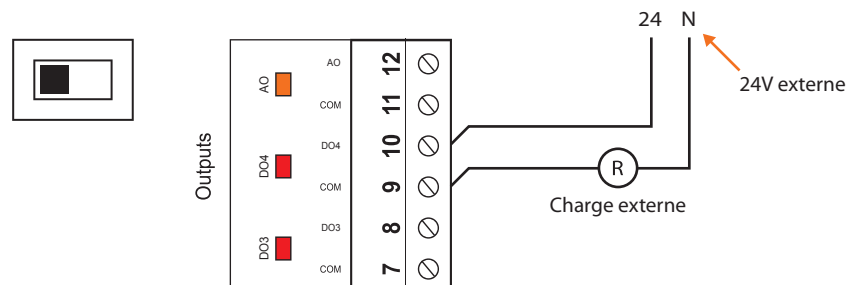 24 N
24V externe
AO
AO
12
COM
11
Outputs
DO4
DO4
10
COM
9
R
Charge externe
DO3
DO3
8
COM
7